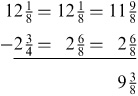 12 1/8 = 12 1/8 = 11 9/8
−2 3/4 = 2 6/8 = 2 6/8
9 3/8